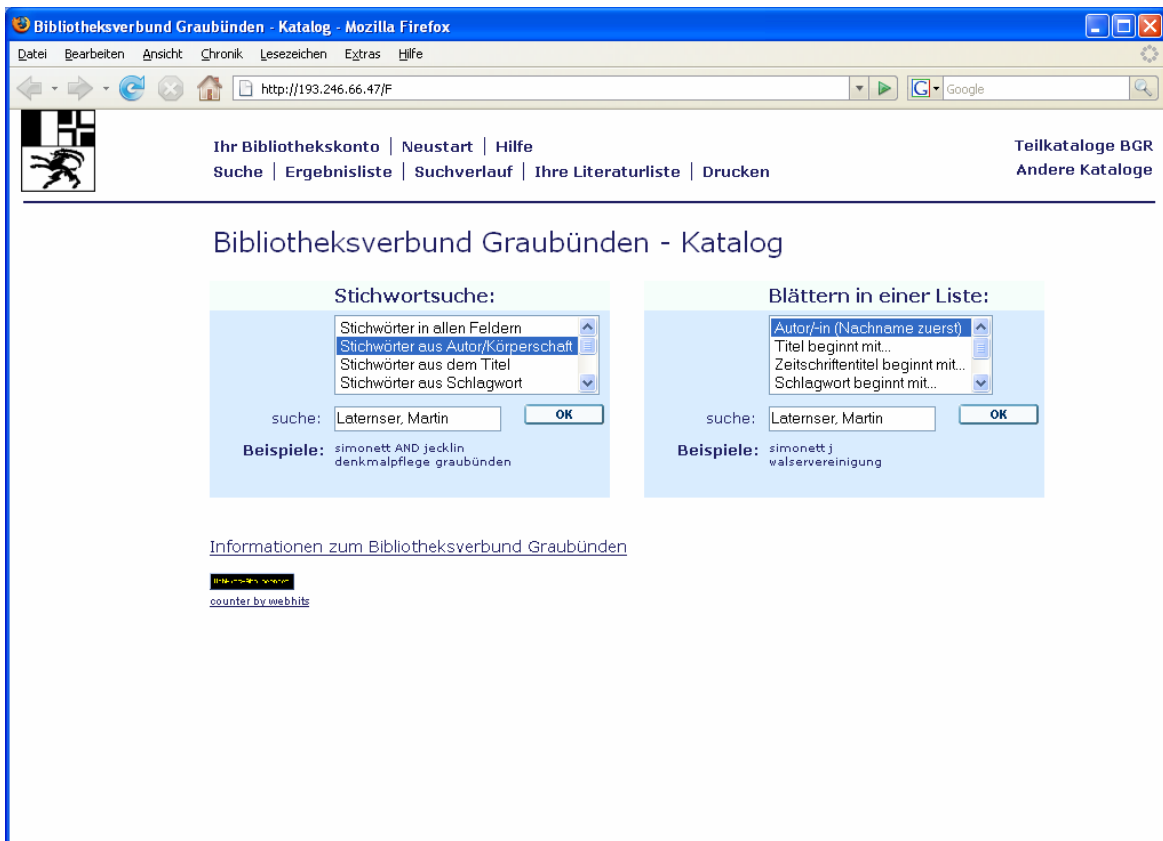 Bibliotheksverbund Graubünden - Katalog - Mozilla Firefox
Datei Bearbeiten Ansicht Chronik Lesezeichen Extras Hilfe
http://193.246.66.47/F
G Google
Ihr Bibliothekskonto | Neustart | Hilfe
Teilkataloge BGR
Suche | Ergebnisliste | Suchverlauf | Ihre Literaturliste | Drucken
Andere Kataloge
Bibliotheksverbund Graubünden - Katalog
Stichwortsuche:
Stichwörter in allen Feldern
Stichwörter aus Autor/Körperschaft
Stichwörter aus dem Titel
Stichwörter aus Schlagwort
suche: Laternser, Martin OK
Beispiele: simonett AND jecklin
denkmalpflege graubünden
Blättern in einer Liste:
Autor/-in (Nachname zuerst)
Titel beginnt mit...
Zeitschriftentitel beginnt mit...
Schlagwort beginnt mit...
suche: Laternser, Martin OK
Beispiele: simonett j
walservereinigung
Informationen zum Bibliotheksverbund Graubünden
counter by webhits